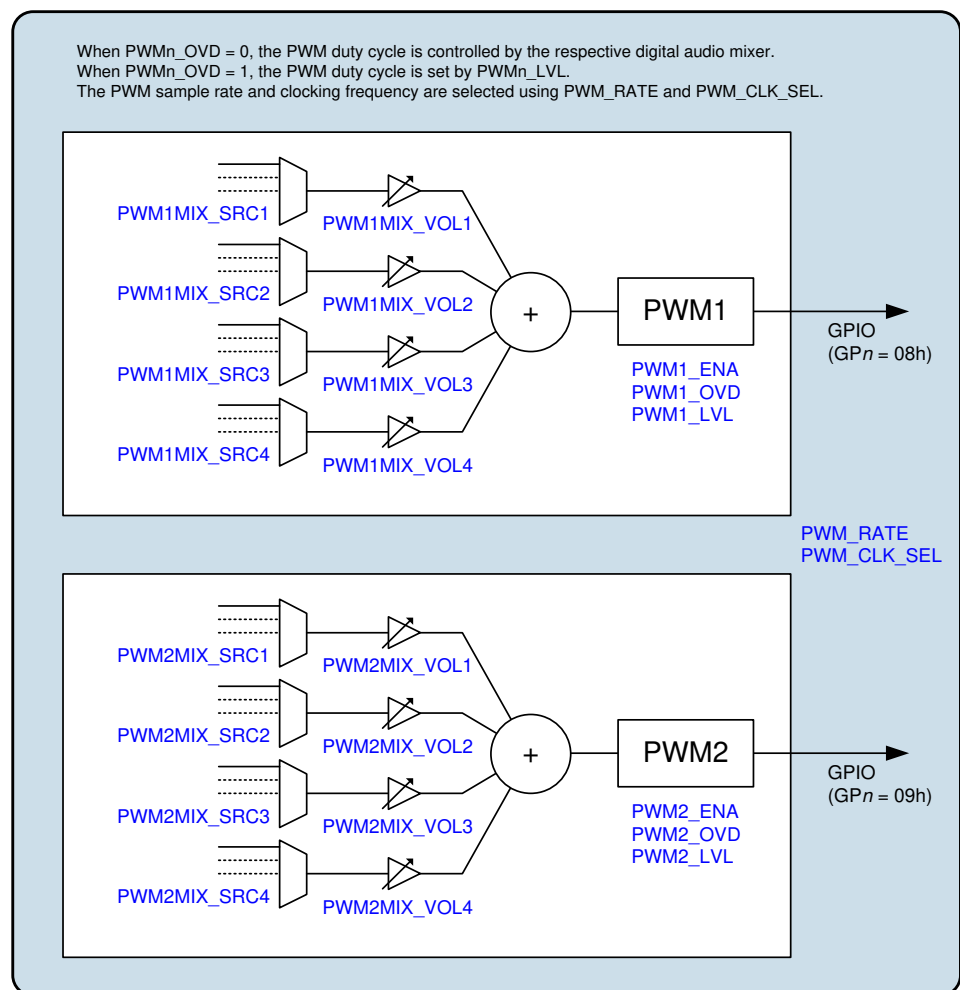 When PWMn_OVD = 0, the PWM duty cycle is controlled by the respective digital audio mixer.
When PWMn_OVD = 1, the PWM duty cycle is set by PWMn_LVL.
The PWM sample rate and clocking frequency are selected using PWM_RATE and PWM_CLK_SEL.
PWM1MIX_SRC1
PWM1MIX_VOL1
PWM1MIX_SRC2
PWM1MIX_VOL2
PWM1MIX_SRC3
PWM1MIX_VOL3
PWM1MIX_SRC4
PWM1MIX_VOL4
+
PWM1
PWM1_ENA
PWM1_OVD
PWM1_LVL
GPIO
(GPn = 08h)
PWM_RATE
PWM_CLK_SEL
PWM2MIX_SRC1
PWM2MIX_VOL1
PWM2MIX_SRC2
PWM2MIX_VOL2
PWM2MIX_SRC3
PWM2MIX_VOL3
PWM2MIX_SRC4
PWM2MIX_VOL4
+
PWM2
PWM2_ENA
PWM2_OVD
PWM2_LVL
GPIO
(GPn = 09h)